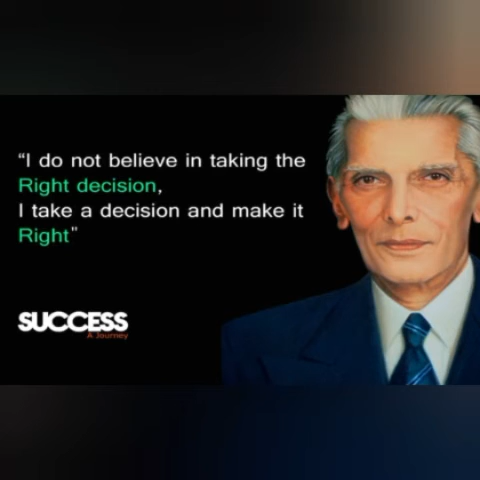 “I do not believe in taking the
Right decision,
I take a decision and make it
Right"
SUCCESS
A Journey